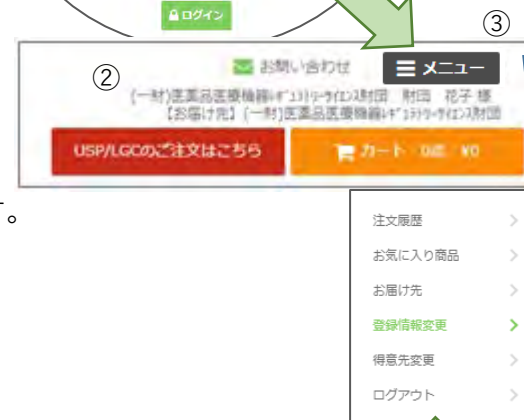 ログイン
③
お問い合わせ
メニュー
②
(一財)医薬品医療機器ﾚｷﾞｭﾗﾄﾘｰｻｲｴﾝｽ財団 財団 花子 様
【お届け先】(一財)医薬品医療機器ﾚｷﾞｭﾗﾄﾘｰｻｲｴﾝｽ財団
USP/LGCのご注文はこちら
カート 0点 ¥0
す。
注文履歴
お気に入り商品
お届け先
登録情報変更
得意先変更
ログアウト